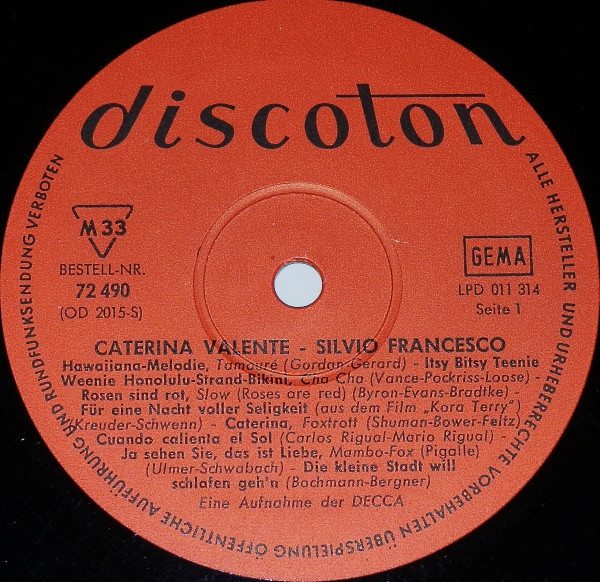 discoton
M 33
BESTELL-NR.
72 490
(OD 2015-S)
GEMA
LPD 011 314
Seite 1
CATERINA VALENTE - SILVIO FRANCESCO
Hawaiiana-Melodie, Tamouré (Gordan-Gerard) - Itsy Bitsy Teenie
Weenie Honolulu-Strand-Bikini, Cha Cha (Vance-Pockriss-Loose) -
Rosen sind rot, Slow (Roses are red) (Byron-Evans-Bradtke) -
Für eine Nacht voller Seligkeit (aus dem Film „Kora Terry")
(Kreuder-Schwenn) - Caterina, Foxtrott (Shuman-Bower-Feltz)
Cuando calienta el Sol (Carlos Rigual-Mario Rigual) -
Ja sehen Sie, das ist Liebe, Mambo-Fox (Pigalle)
(Ulmer-Schwabach) - Die kleine Stadt will
schlafen geh'n (Bochmann-Bergner)
Eine Aufnahme der DECCA
ALLE HERSTELLER UND URHEBERRECHTE VORBEHALTEN ÜBERSPIELUNG ÖFFENTLICHE AUFFÜHRUNG UND RUNDFUNKSENDUNG VERBOTEN